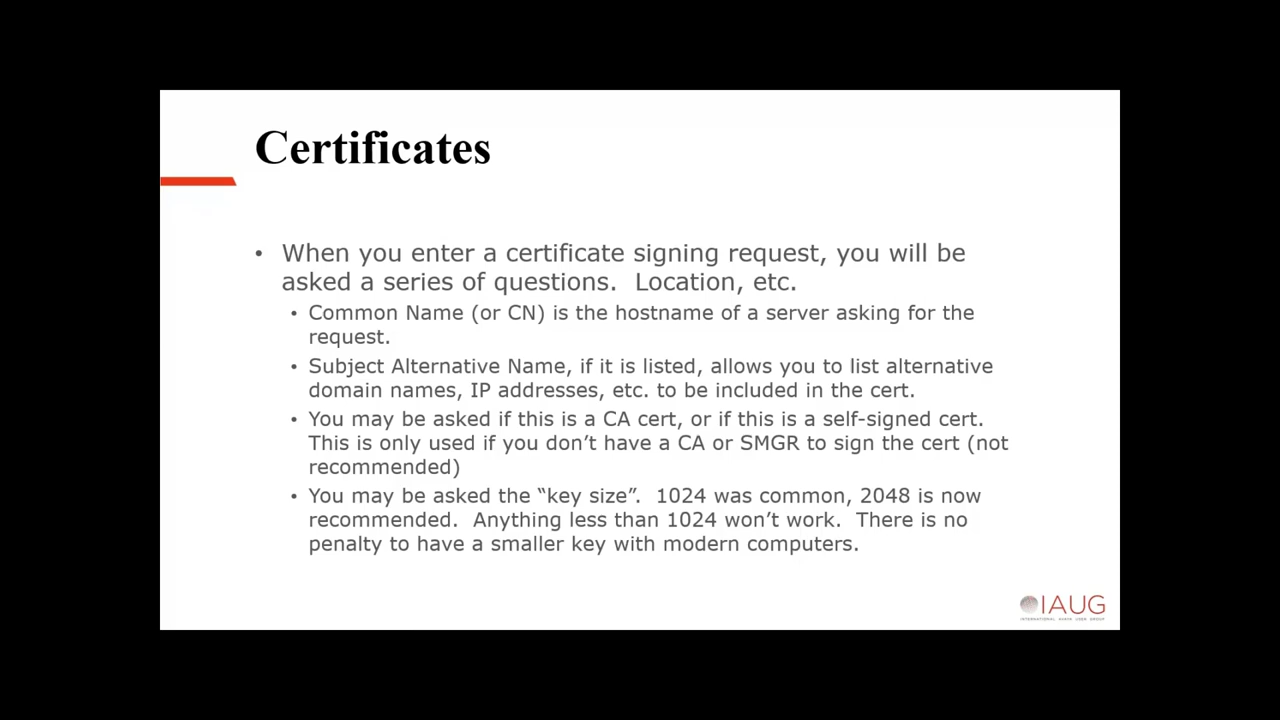 Certificates
• When you enter a certificate signing request, you will be
asked a series of questions.  Location, etc.
• Common Name (or CN) is the hostname of a server asking for the
request.
• Subject Alternative Name, if it is listed, allows you to list alternative
domain names, IP addresses, etc. to be included in the cert.
• You may be asked if this is a CA cert, or if this is a self-signed cert.
This is only used if you don’t have a CA or SMGR to sign the cert (not
recommended)
• You may be asked the “key size”.  1024 was common, 2048 is now
recommended.  Anything less than 1024 won’t work.  There is no
penalty to have a smaller key with modern computers.
IAUG
INTERNATIONAL AVAYA USER GROUP